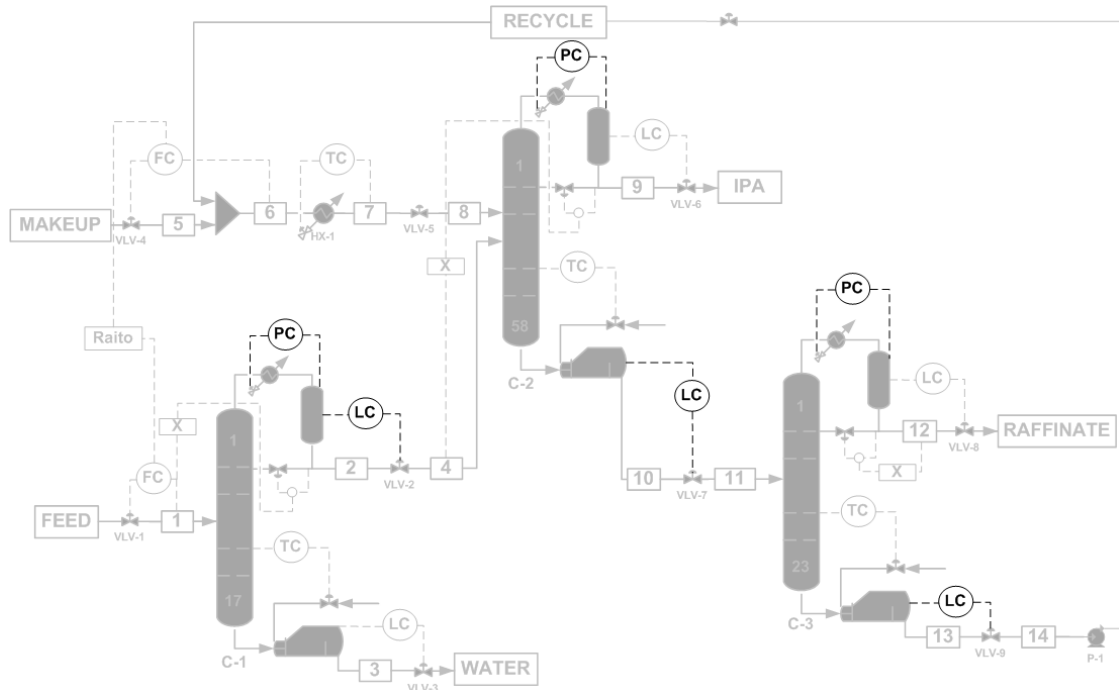 RECYCLE
PC
LC
FC
TC
1
MAKEUP
5
6
7
8
9
IPA
VLV-4
HX-1
VLV-5
VLV-6
X
TC
PC
Raito
58
C-2
PC
LC
LC
1
X
1
LC
12
RAFFINATE
VLV-8
2
4
VLV-2
10
11
VLV-7
X
FC
FEED
1
VLV-1
TC
TC
17
23
LC
LC
C-1
3
WATER
VLV-3
C-3
13
14
VLV-9
P-1